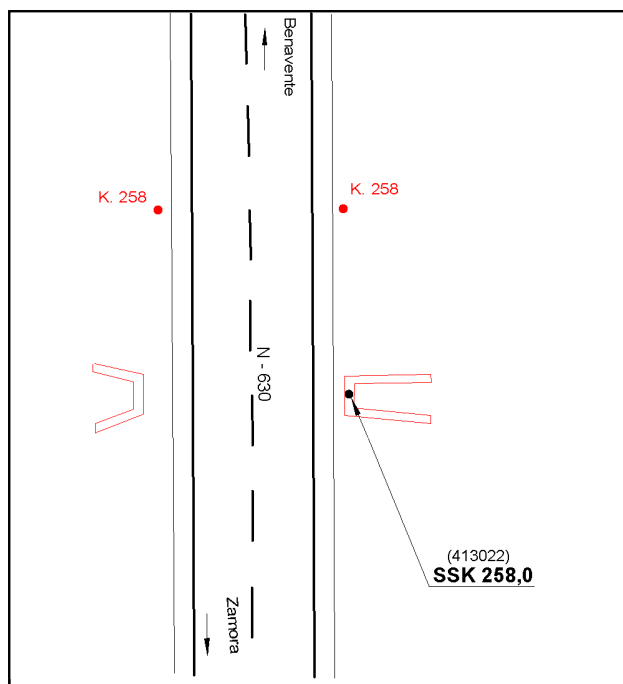 Benavente
K. 258
K. 258
N - 630
(413022)
SSK 258,0
Zamora